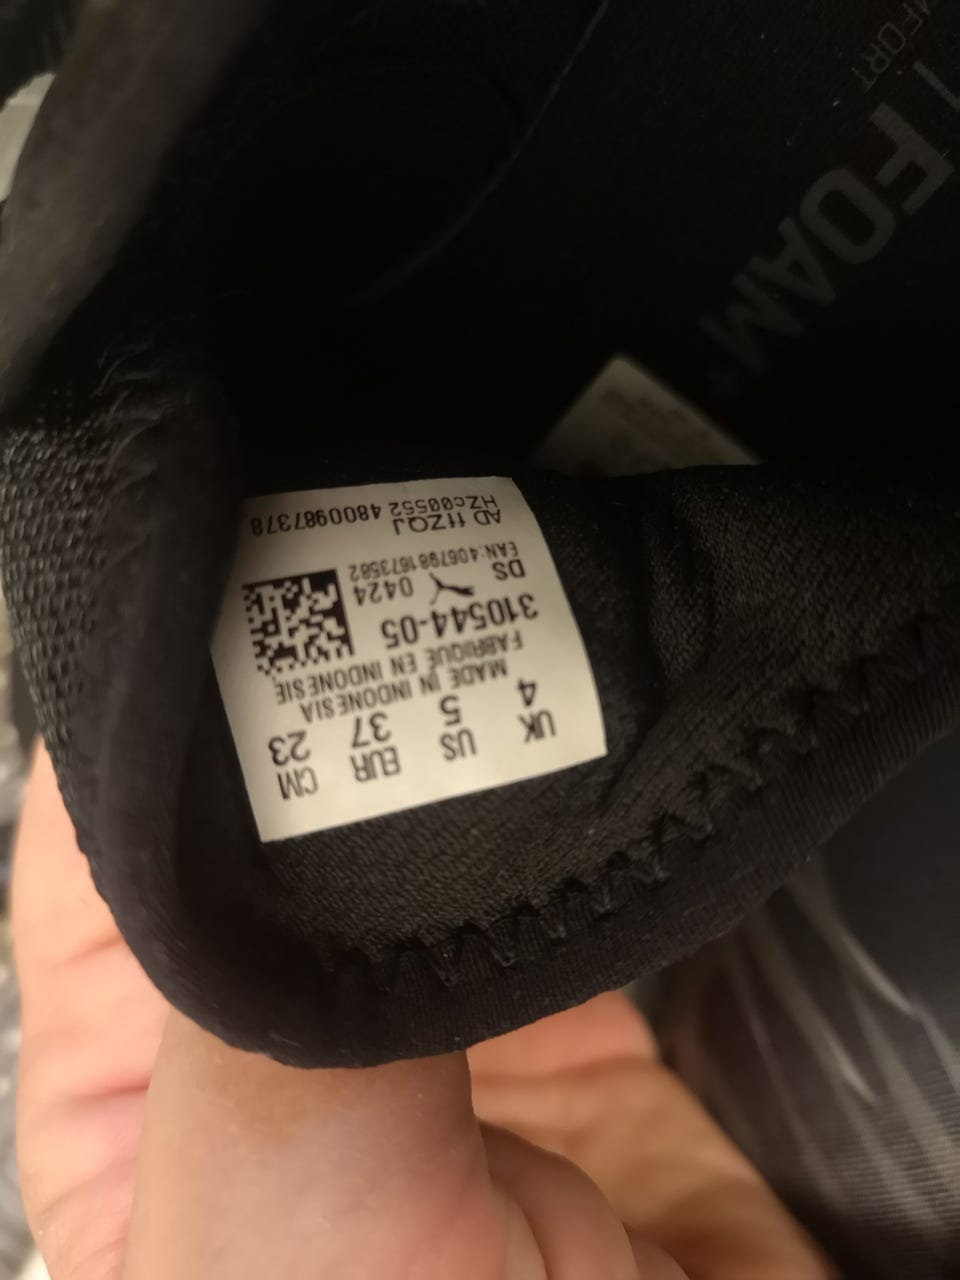 UK US EUR CM
4 5 37 23
MADE IN INDONESIA
FABRIQUE EN INDONESIE
310544-05
DS 0424
EAN:4067981673582
AD ffZQJ
HZc00552 4800987378
FOAM+